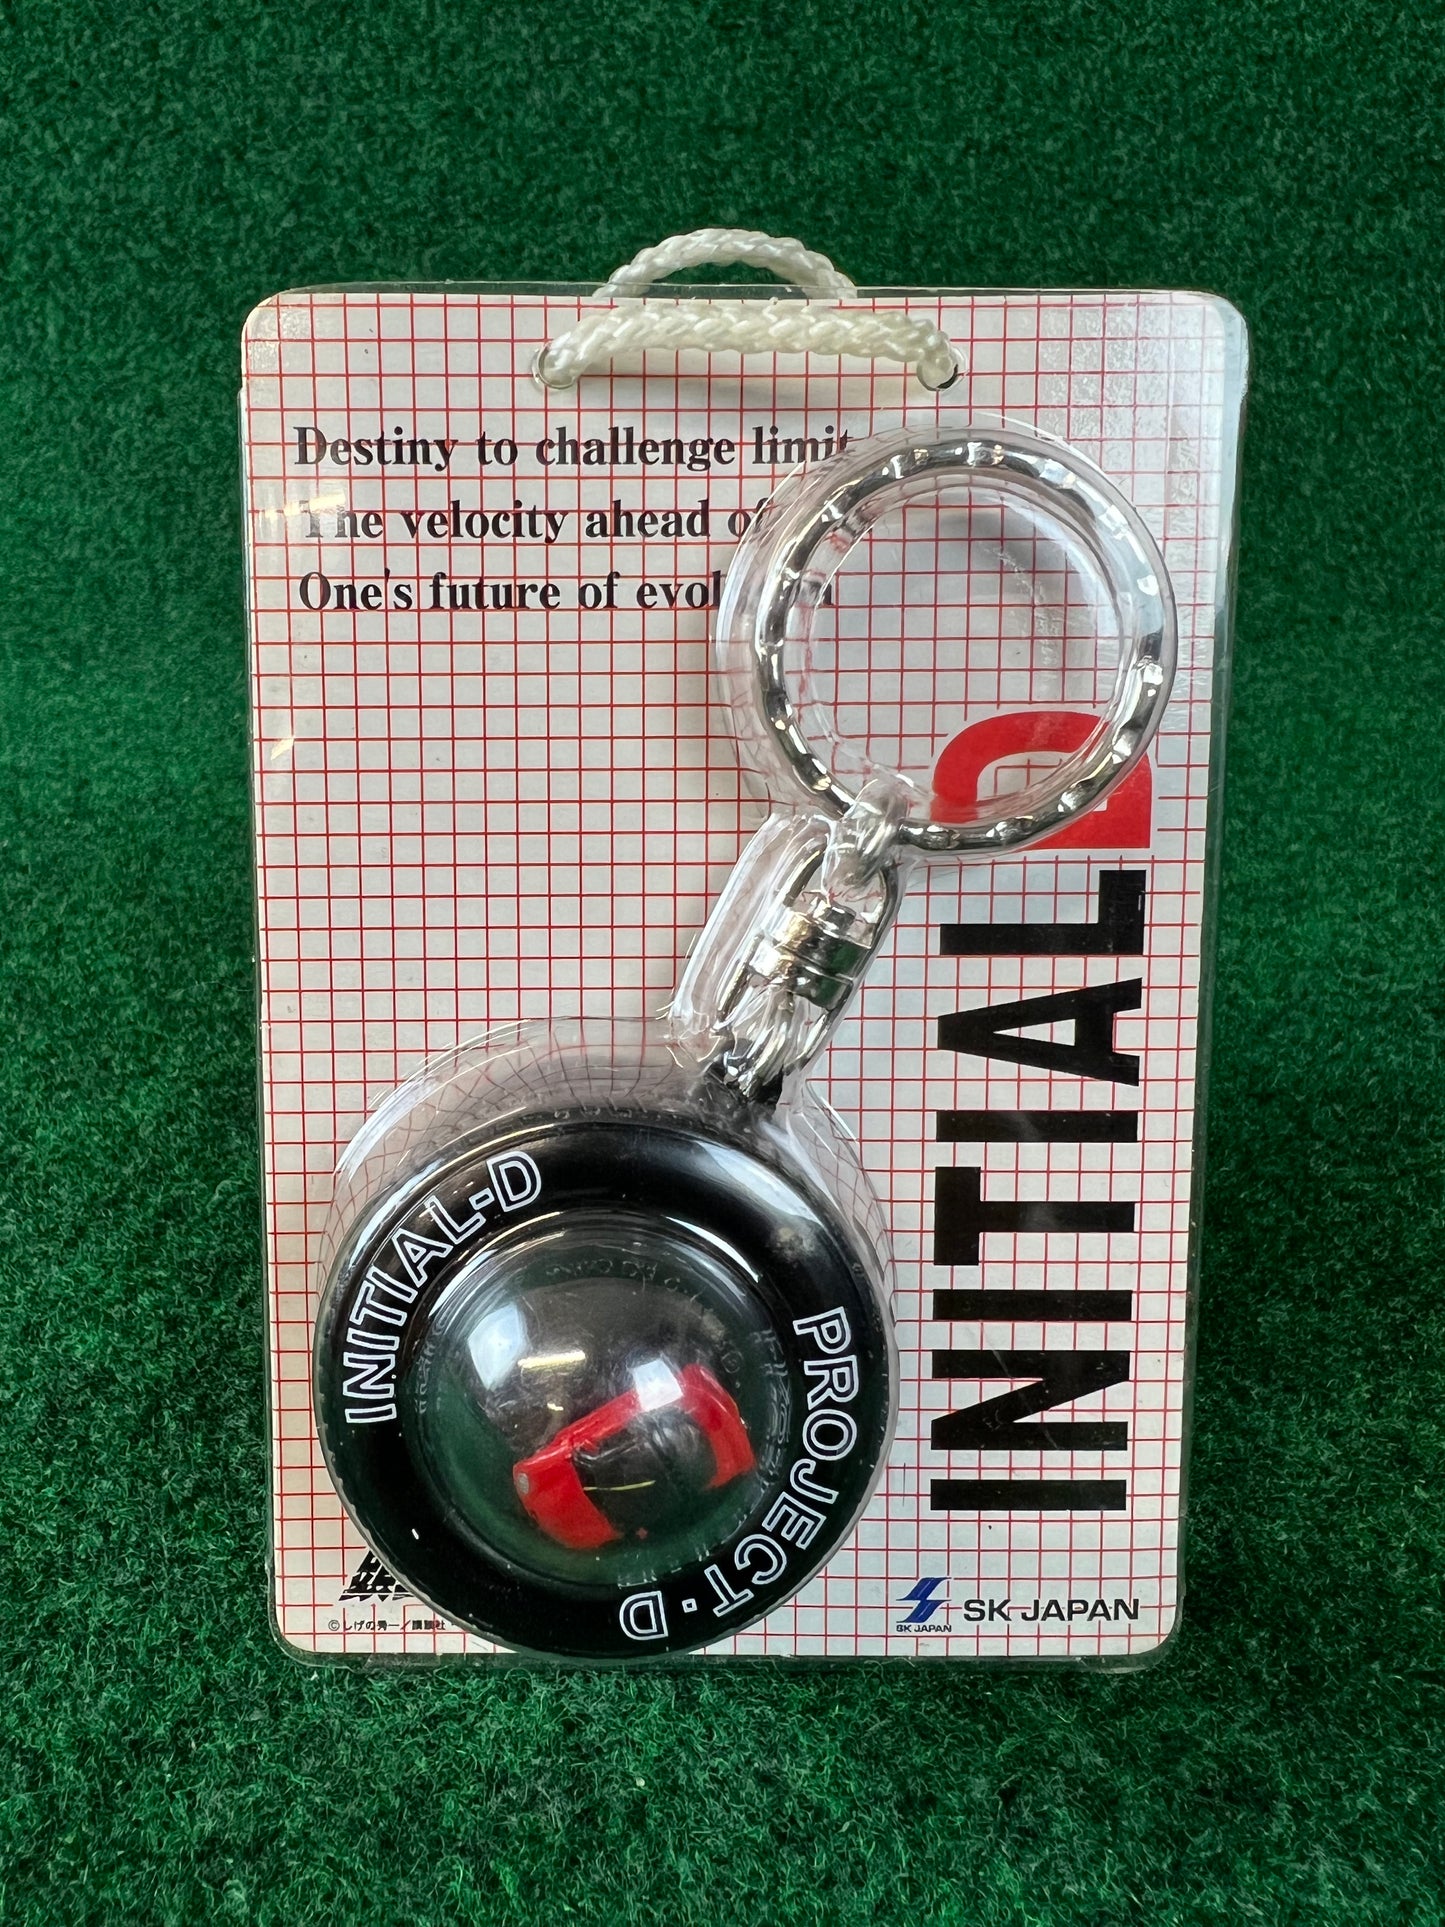 Destiny to challenge limit
The velocity ahead of
One's future of
INITIAL D
INITIAL-D
PROJECT·D
©しげの秀一／講談社
SK JAPAN
SK JAPAN